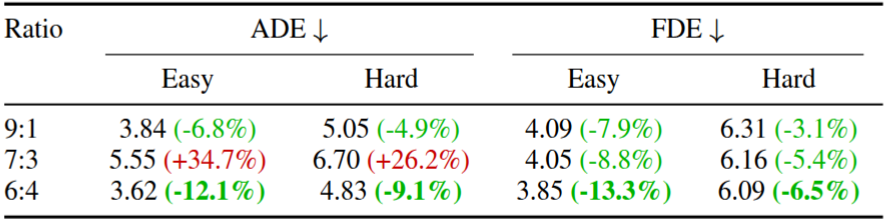 Ratio ADE ↓ FDE ↓
Easy Hard Easy Hard
9:1 3.84 (-6.8%) 5.05 (-4.9%) 4.09 (-7.9%) 6.31 (-3.1%)
7:3 5.55 (+34.7%) 6.70 (+26.2%) 4.05 (-8.8%) 6.16 (-5.4%)
6:4 3.62 (-12.1%) 4.83 (-9.1%) 3.85 (-13.3%) 6.09 (-6.5%)